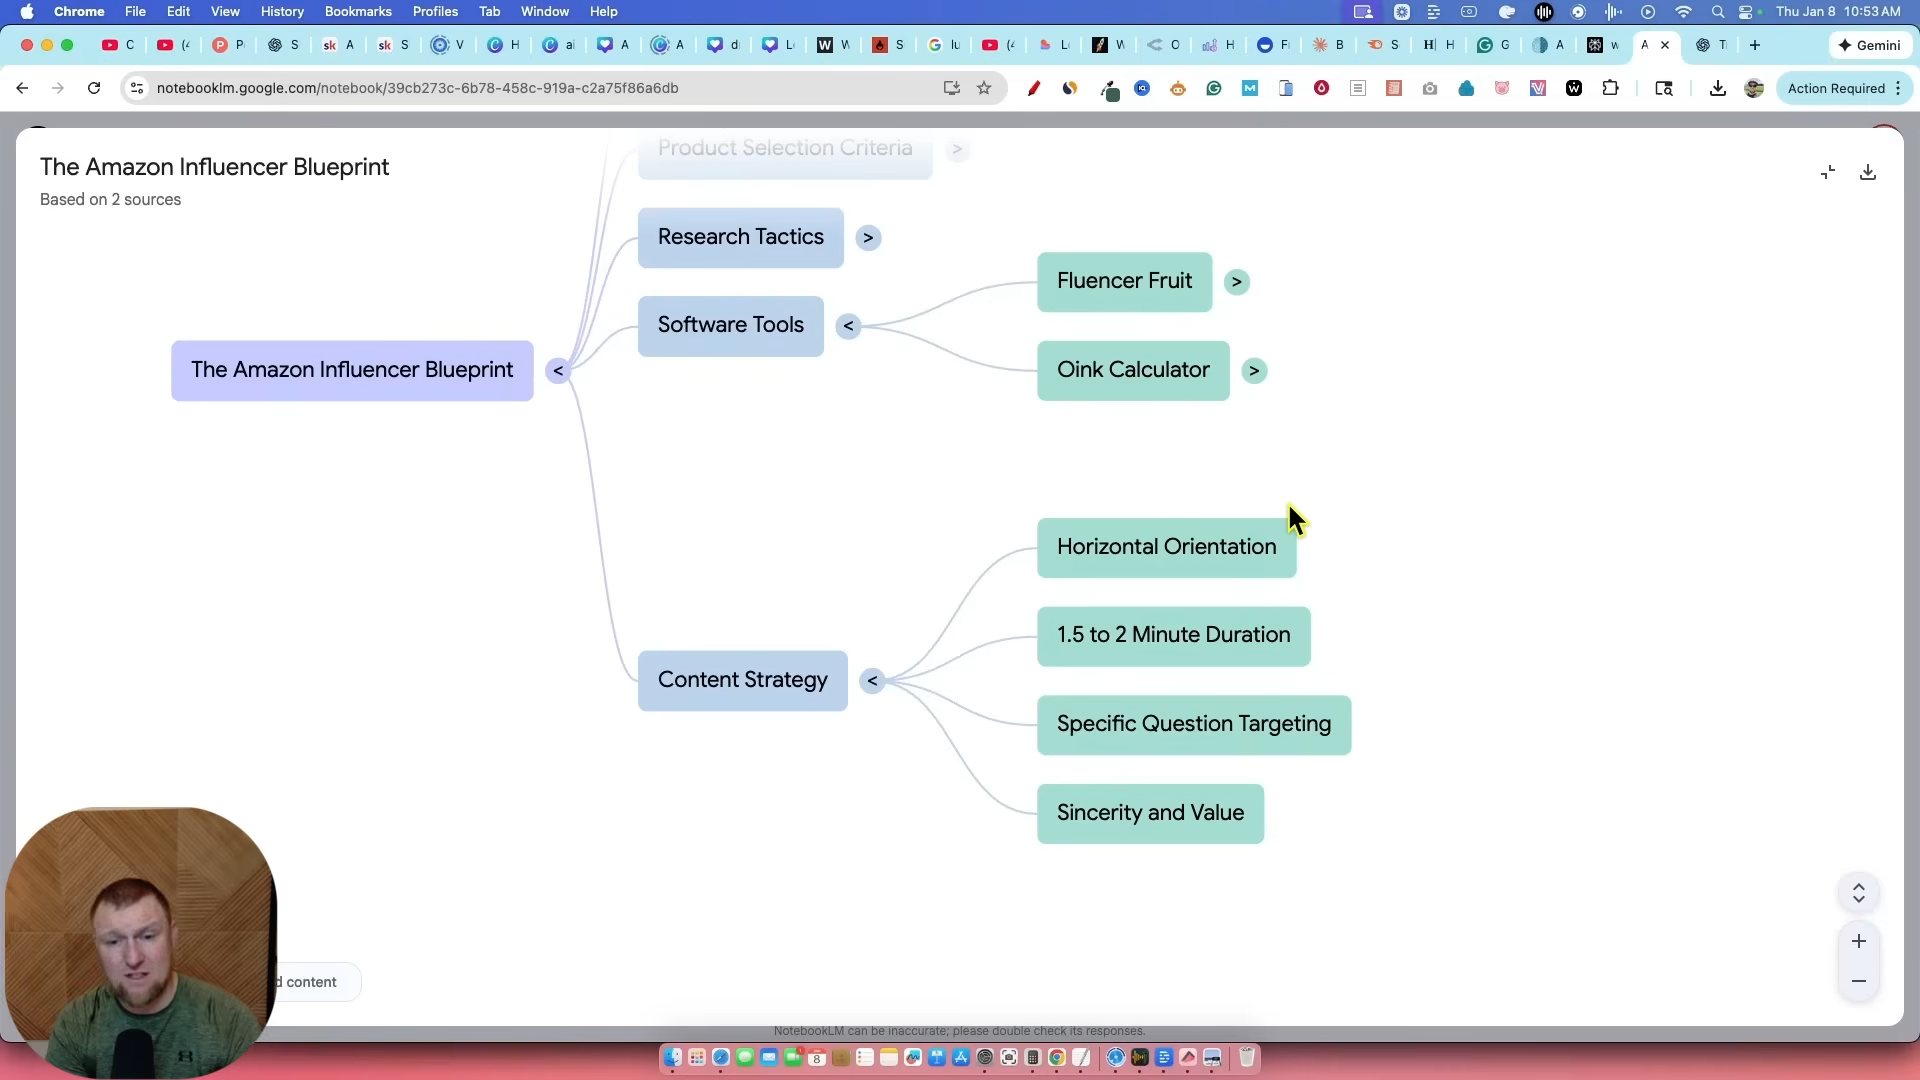 Chrome File Edit View History Bookmarks Profiles Tab Window Help Thu Jan 8 10:53 AM
Gemini
notebooklm.google.com/notebook/39cb273c-6b78-458c-919a-c2a75f86a6db Action Required
The Amazon Influencer Blueprint
Based on 2 sources
Product Selection Criteria >
Research Tactics >
Fluencer Fruit >
Software Tools <
The Amazon Influencer Blueprint <
Oink Calculator >
Horizontal Orientation
1.5 to 2 Minute Duration
Content Strategy <
Specific Question Targeting
Sincerity and Value
content
NotebookLM can be inaccurate; please double check its responses.